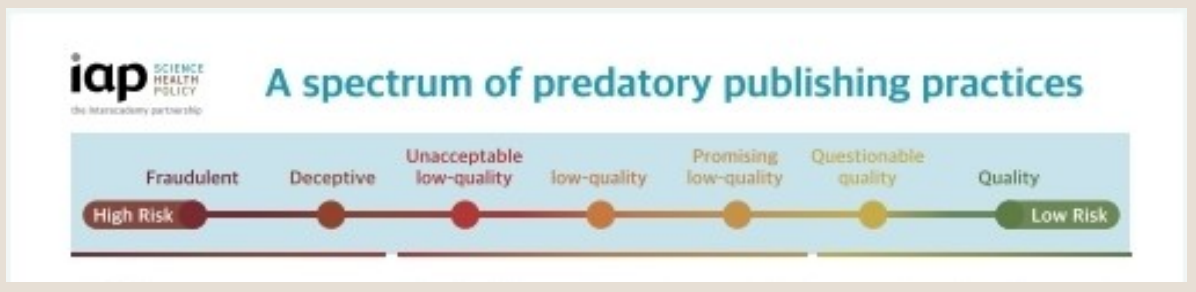 iap SCIENCE HEALTH POLICY
the interacademy partnership
A spectrum of predatory publishing practices
Fraudulent
Deceptive
Unacceptable
low-quality
low-quality
Promising
low-quality
Questionable
quality
Quality
High Risk
Low Risk